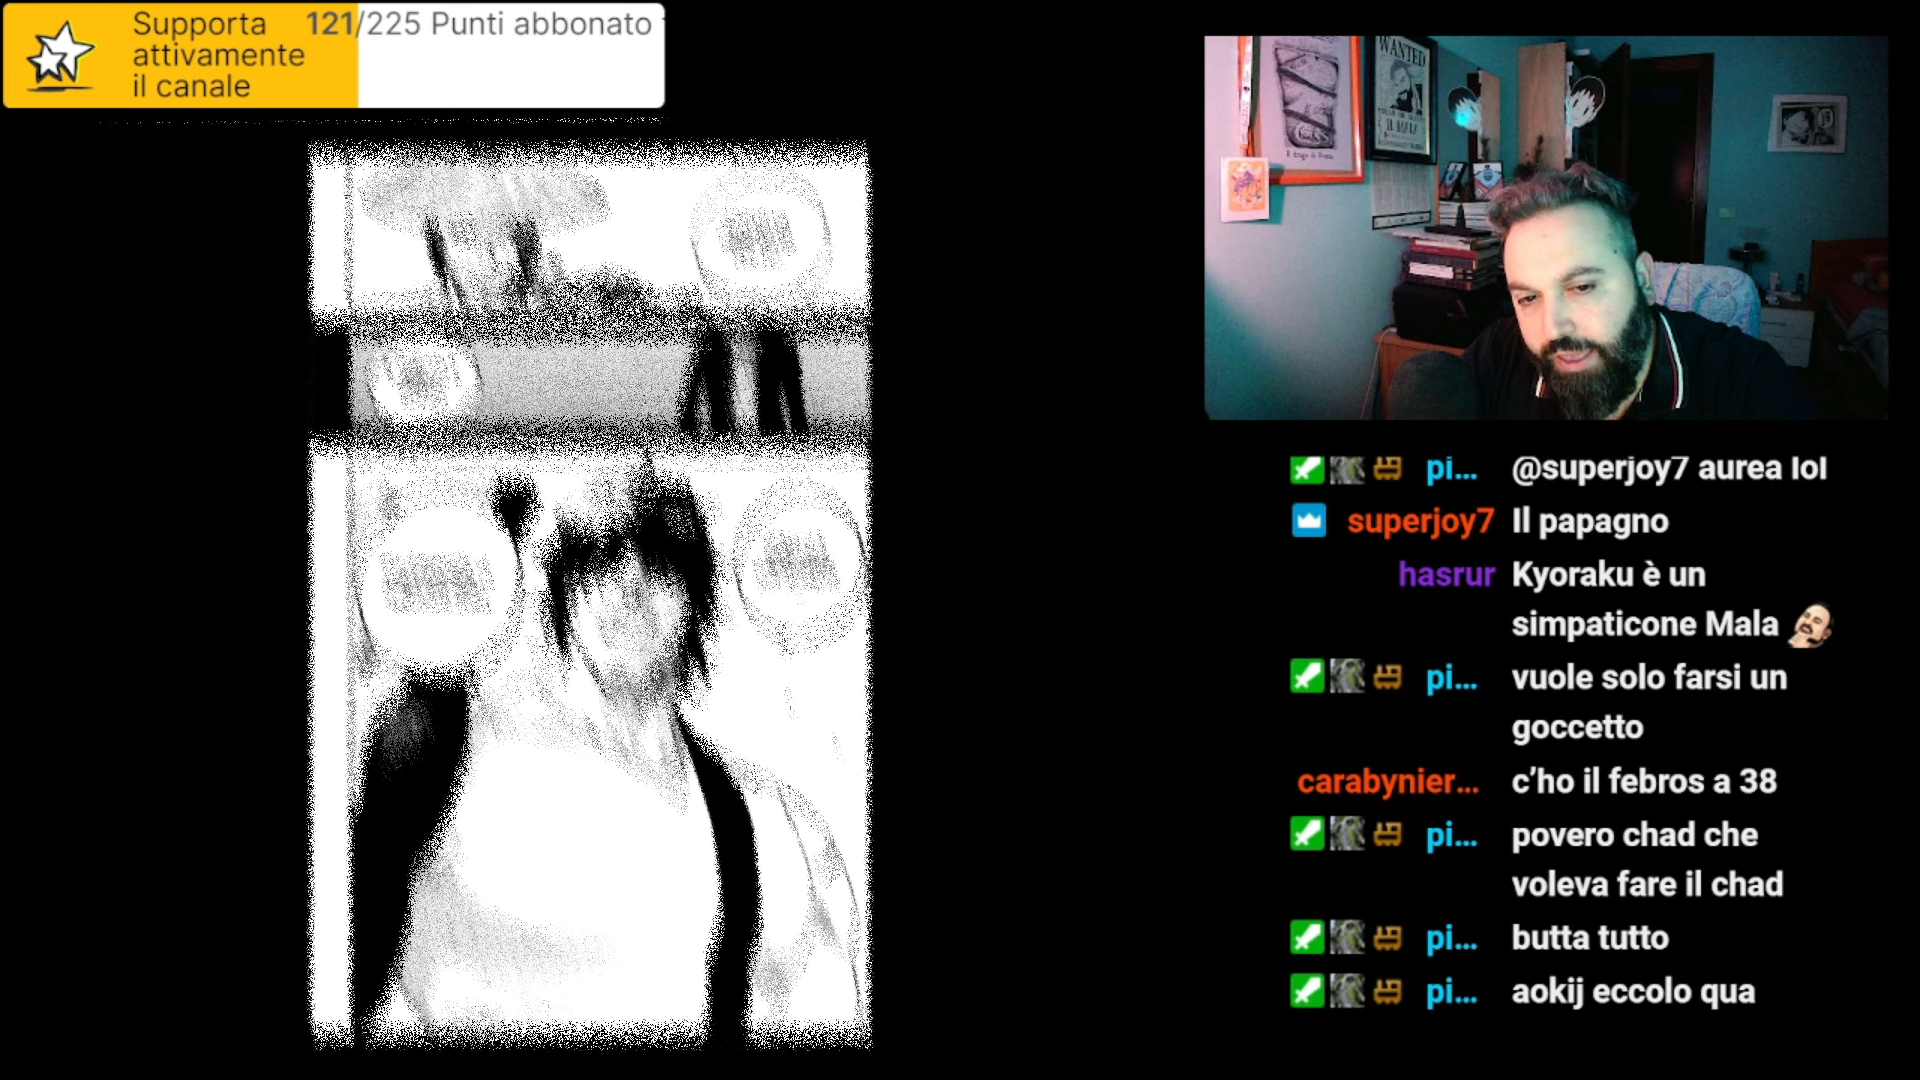 Supporta
attivamente
il canale
121/225 Punti abbonato
WANTED
@superjoy7 aurea lol
superjoy7 Il papagno
hasrur Kyoraku è un
simpaticone Mala
pi... vuole solo farsi un
goccetto
carabynier... c'ho il febros a 38
pi... povero chad che
voleva fare il chad
pi... butta tutto
pi... aokij eccolo qua